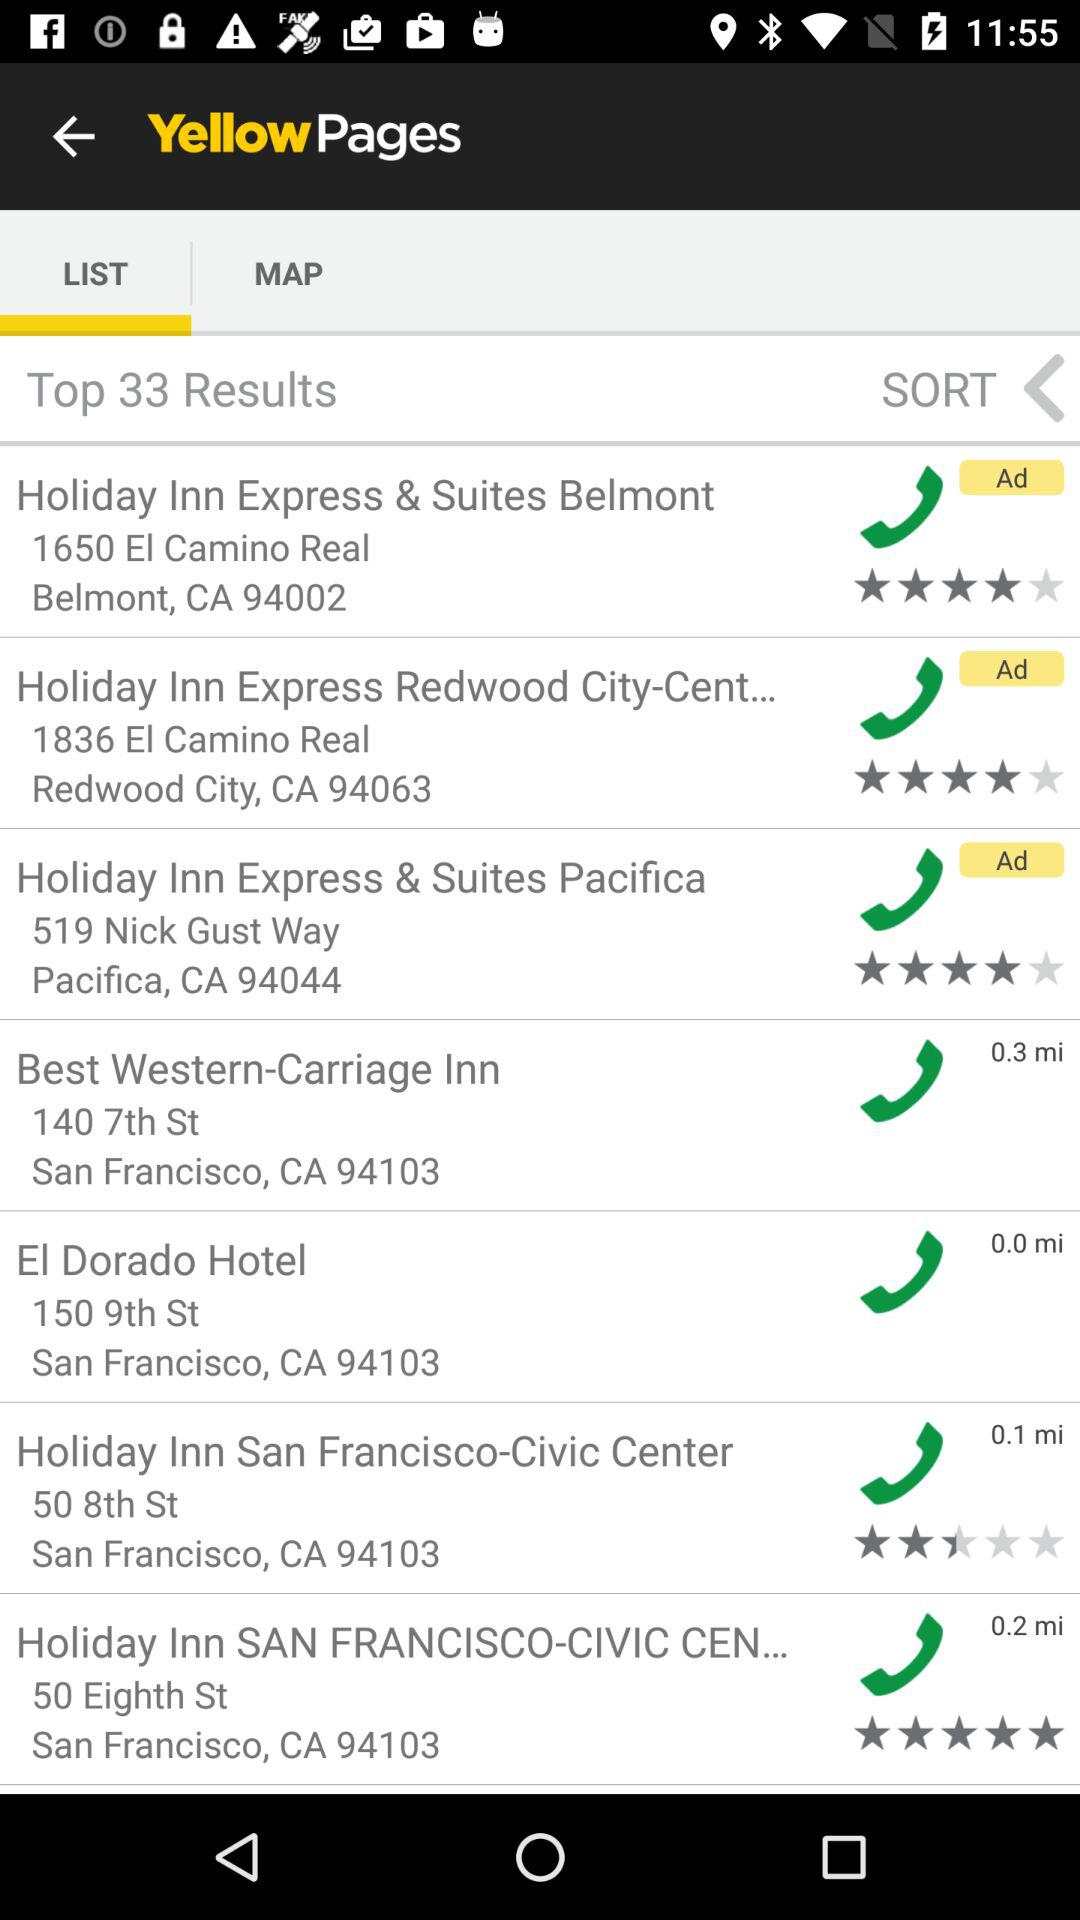 FAKE
11:55
YellowPages
LIST
MAP
Top 33 Results
SORT
Holiday Inn Express & Suites Belmont
Ad
1650 El Camino Real
Belmont, CA 94002
Holiday Inn Express Redwood City-Cent...
Ad
1836 El Camino Real
Redwood City, CA 94063
Holiday Inn Express & Suites Pacifica
Ad
519 Nick Gust Way
Pacifica, CA 94044
Best Western-Carriage Inn
0.3 mi
140 7th St
San Francisco, CA 94103
El Dorado Hotel
0.0 mi
150 9th St
San Francisco, CA 94103
Holiday Inn San Francisco-Civic Center
0.1 mi
50 8th St
San Francisco, CA 94103
Holiday Inn SAN FRANCISCO-CIVIC CEN...
0.2 mi
50 Eighth St
San Francisco, CA 94103